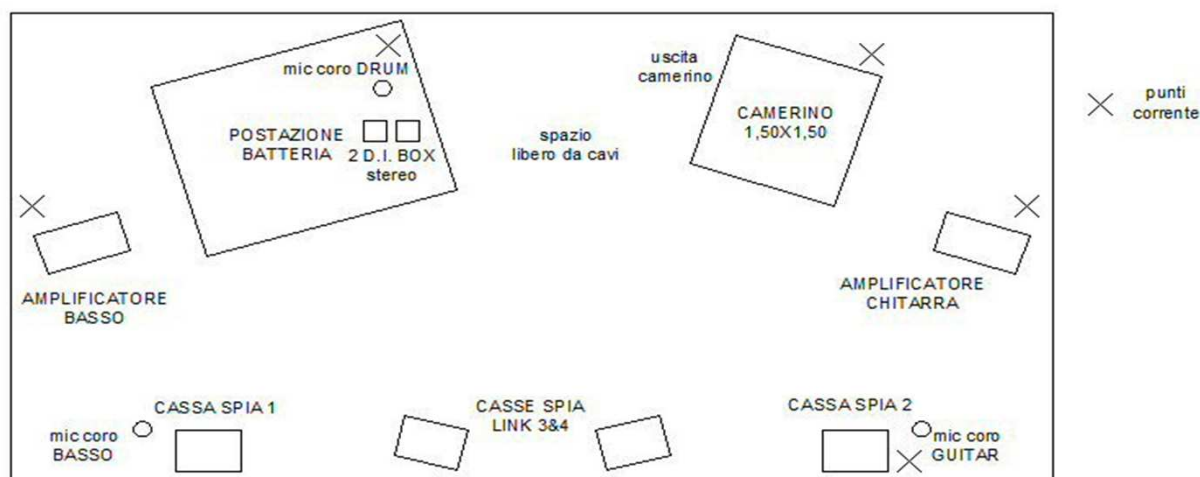 mic coro DRUM
POSTAZIONE
BATTERIA
2 D.I. BOX
stereo
spazio
libero da cavi
uscita
camerino
CAMERINO
1,50X1,50
punti
corrente
AMPLIFICATORE
BASSO
AMPLIFICATORE
CHITARRA
mic coro
BASSO
CASSA SPIA 1
CASSE SPIA
LINK 3&4
CASSA SPIA 2
mic coro
GUITAR